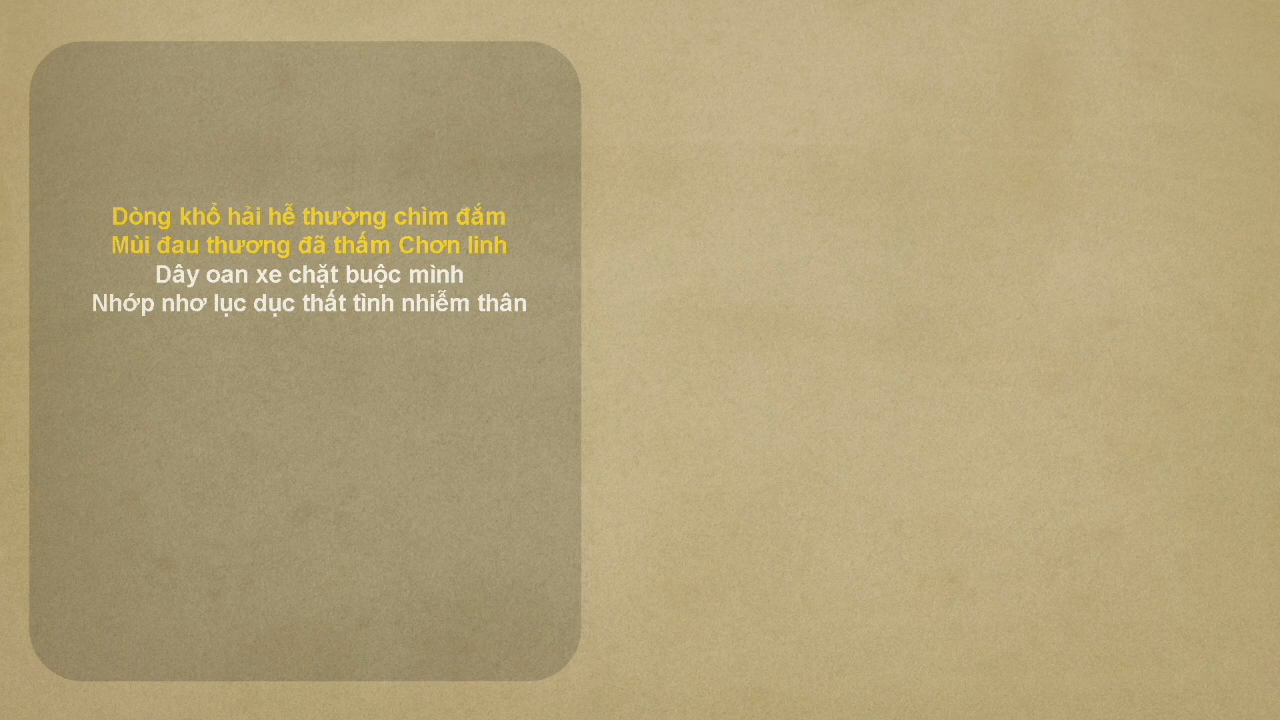 Dòng khổ hải hễ thường chìm đắm
Mùi đau thương đã thấm Chơn linh
Dây oan xe chặt buộc mình
Nhớp nhơ lục dục thất tình nhiễm thân